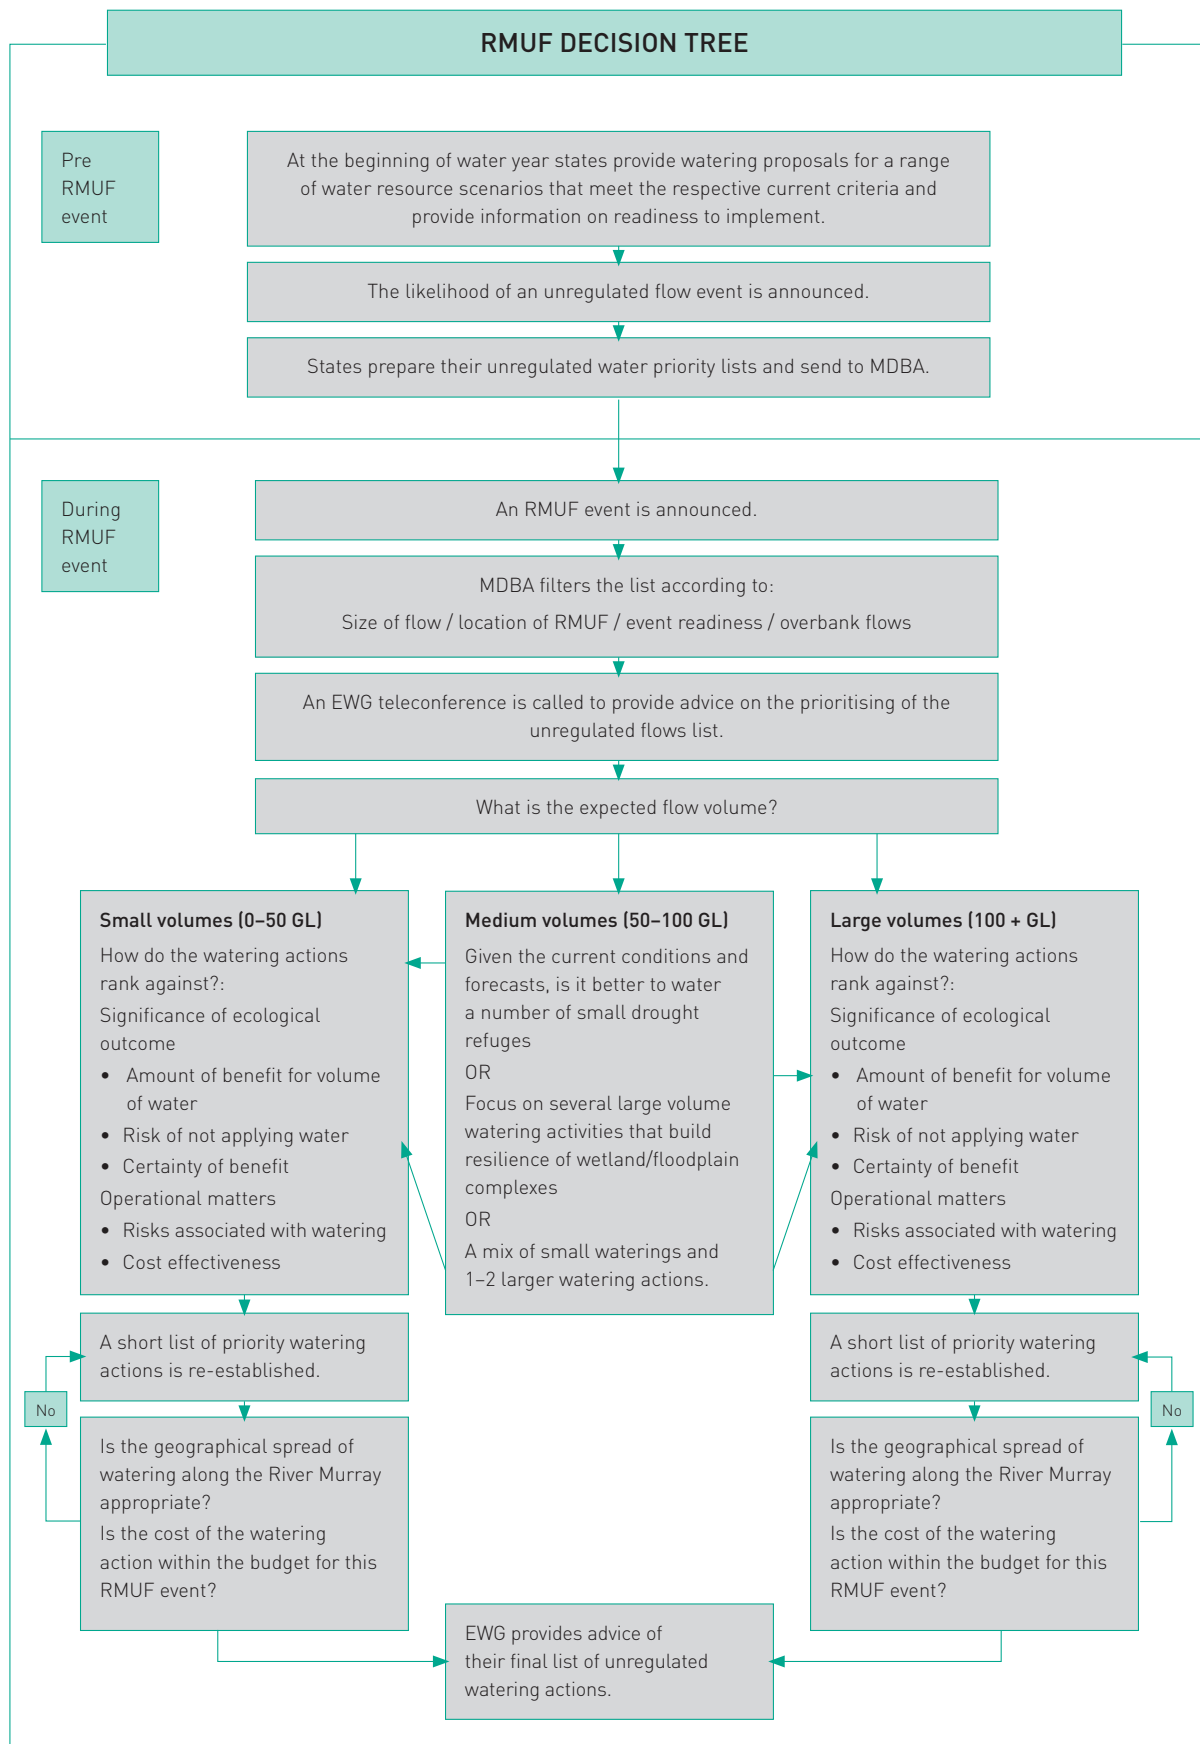 RMUF DECISION TREE
Pre
RMUF
event
At the beginning of water year states provide watering proposals for a range
of water resource scenarios that meet the respective current criteria and
provide information on readiness to implement.
The likelihood of an unregulated flow event is announced.
States prepare their unregulated water priority lists and send to MDBA.
During
RMUF
event
An RMUF event is announced.
MDBA filters the list according to:
Size of flow / location of RMUF / event readiness / overbank flows
An EWG teleconference is called to provide advice on the prioritising of the
unregulated flows list.
What is the expected flow volume?
Small volumes (0–50 GL)
How do the watering actions
rank against?:
Significance of ecological
outcome
• Amount of benefit for volume
of water
• Risk of not applying water
• Certainty of benefit
Operational matters
• Risks associated with watering
• Cost effectiveness
Medium volumes (50–100 GL)
Given the current conditions and
forecasts, is it better to water
a number of small drought
refuges
OR
Focus on several large volume
watering activities that build
resilience of wetland/floodplain
complexes
OR
A mix of small waterings and
1–2 larger watering actions.
Large volumes (100 + GL)
How do the watering actions
rank against?:
Significance of ecological
outcome
• Amount of benefit for volume
of water
• Risk of not applying water
• Certainty of benefit
Operational matters
• Risks associated with watering
• Cost effectiveness
A short list of priority watering
actions is re-established.
No
Is the geographical spread of
watering along the River Murray
appropriate?
Is the cost of the watering
action within the budget for this
RMUF event?
A short list of priority watering
actions is re-established.
No
Is the geographical spread of
watering along the River Murray
appropriate?
Is the cost of the watering
action within the budget for this
RMUF event?
EWG provides advice of
their final list of unregulated
watering actions.